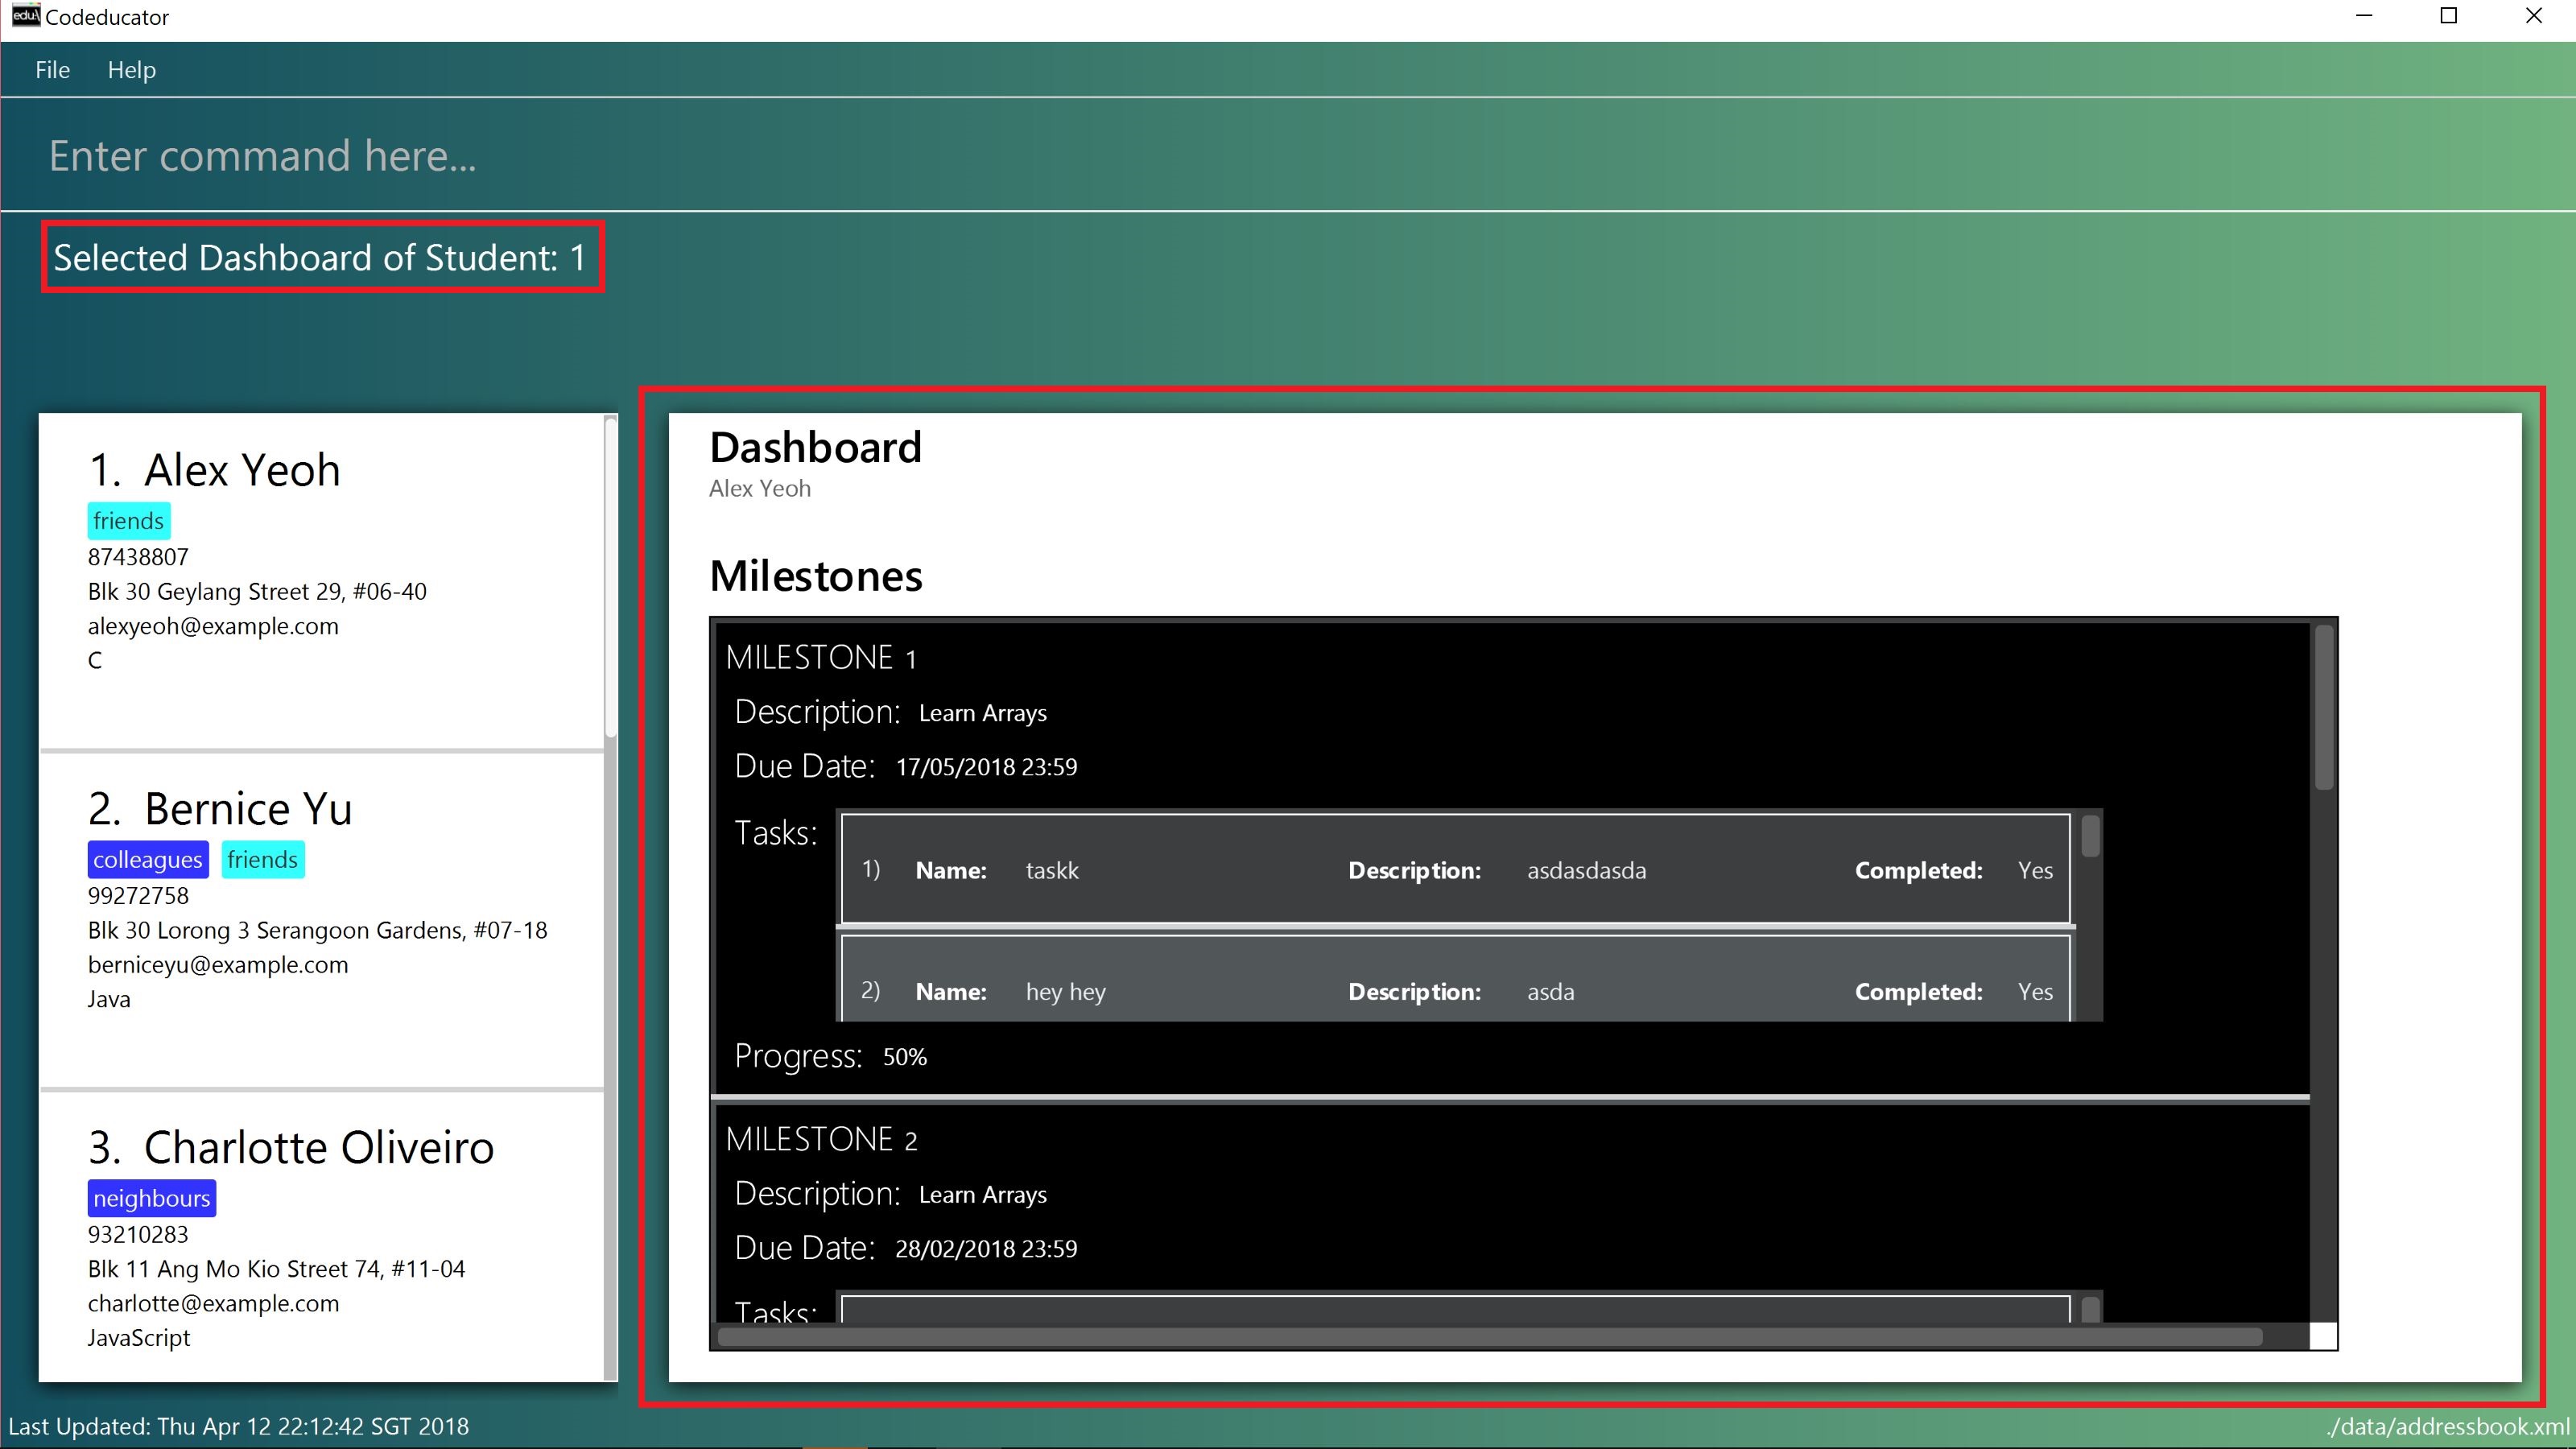 edu:\ Codeducator
File Help
Enter command here...
Selected Dashboard of Student: 1
1. Alex Yeoh
friends
87438807
Blk 30 Geylang Street 29, #06-40
alexyeoh@example.com
C
2. Bernice Yu
colleagues friends
99272758
Blk 30 Lorong 3 Serangoon Gardens, #07-18
berniceyu@example.com
Java
3. Charlotte Oliveiro
neighbours
93210283
Blk 11 Ang Mo Kio Street 74, #11-04
charlotte@example.com
JavaScript
Dashboard
Alex Yeoh
Milestones
MILESTONE 1
Description: Learn Arrays
Due Date: 17/05/2018 23:59
Tasks:
1) Name: taskk Description: asdasdasda Completed: Yes
2) Name: hey hey Description: asda Completed: Yes
Progress: 50%
MILESTONE 2
Description: Learn Arrays
Due Date: 28/02/2018 23:59
Tasks:
Last Updated: Thu Apr 12 22:12:42 SGT 2018
./data/addressbook.xml